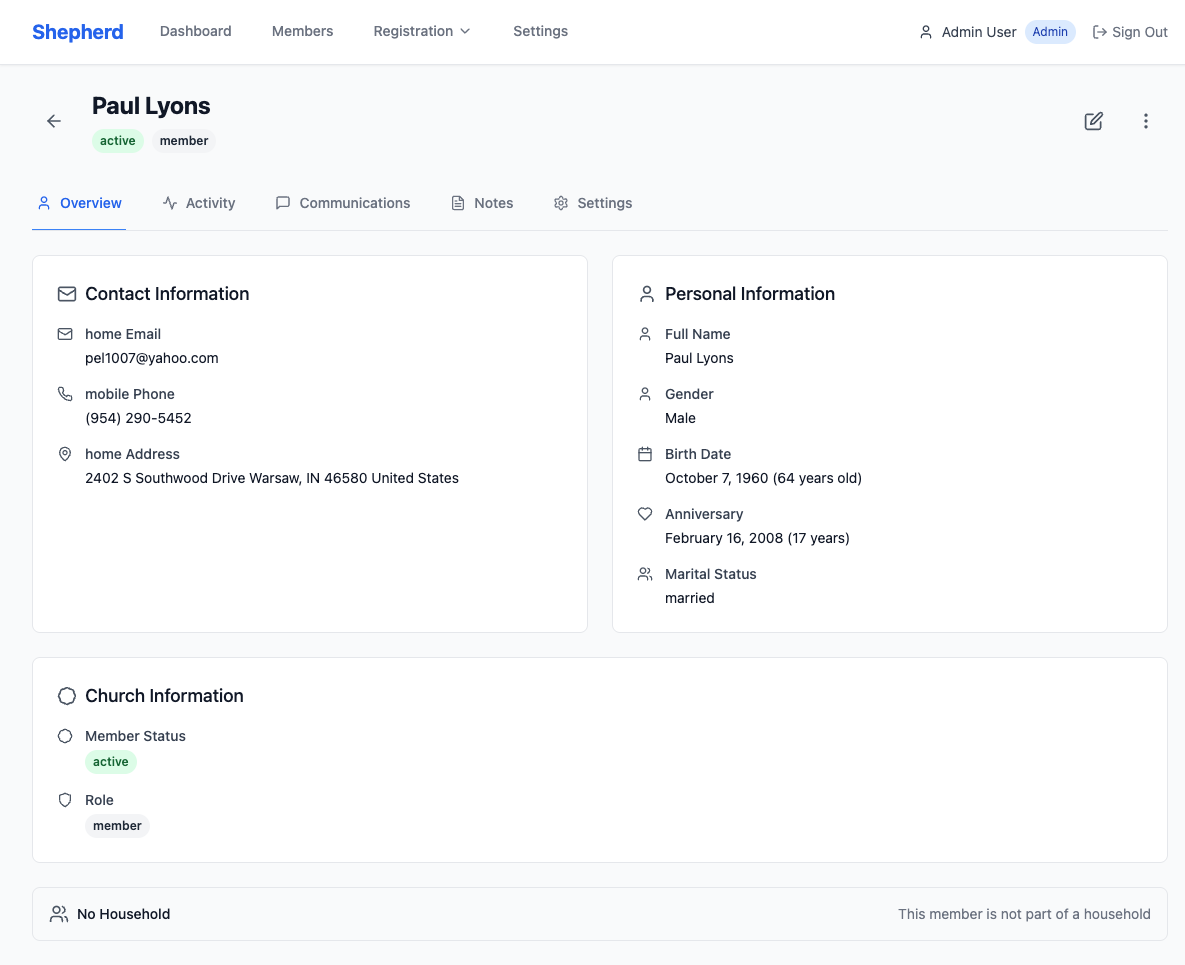 Shepherd
Dashboard
Members
Registration
Settings
Admin User
Admin
Sign Out
Paul Lyons
active
member
Overview
Activity
Communications
Notes
Settings
Contact Information
home Email
pel1007@yahoo.com
mobile Phone
(954) 290-5452
home Address
2402 S Southwood Drive Warsaw, IN 46580 United States
Personal Information
Full Name
Paul Lyons
Gender
Male
Birth Date
October 7, 1960 (64 years old)
Anniversary
February 16, 2008 (17 years)
Marital Status
married
Church Information
Member Status
active
Role
member
No Household
This member is not part of a household